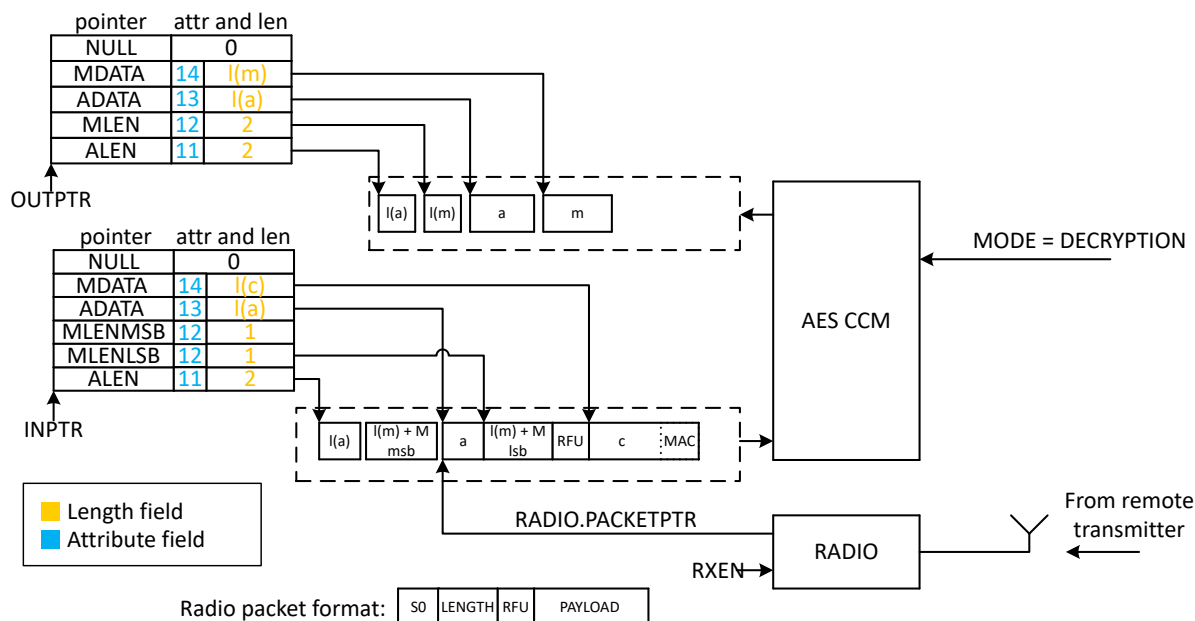 pointer attr and len
NULL 0
MDATA 14 l(m)
ADATA 13 l(a)
MLEN 12 2
ALEN 11 2
OUTPTR
l(a) l(m) a m
pointer attr and len
NULL 0
MDATA 14 l(c)
ADATA 13 l(a)
MLENMSB 12 1
MLENLSB 12 1
ALEN 11 2
INPTR
l(a) l(m) + M msb a l(m) + M lsb RFU c MAC
AES CCM
MODE = DECRYPTION
Length field
Attribute field
RADIO.PACKETPTR
RXEN
RADIO
From remote
transmitter
Radio packet format: S0 LENGTH RFU PAYLOAD